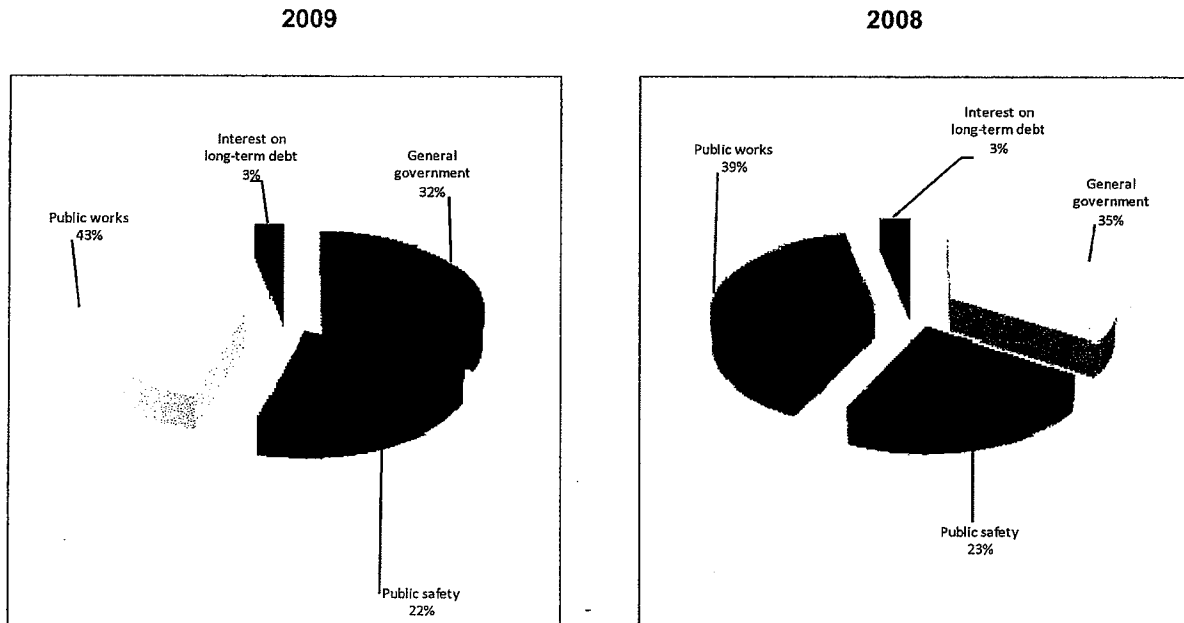 2009
Interest on
long-term debt
3%
General
government
32%
Public works
43%
Public safety
22%
2008
Interest on
long-term debt
3%
Public works
39%
General
government
35%
Public safety
23%